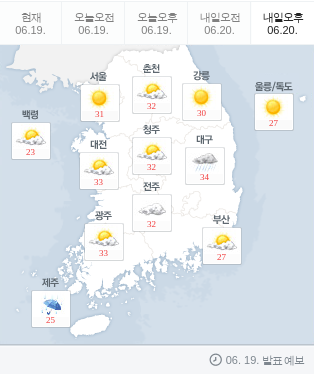 현재 오늘오전 오늘오후 내일오전 내일오후
06.19. 06.19. 06.19. 06.20. 06.20.
서울 춘천 강릉 울릉/독도
31 32 30 27
백령 대전 청주 대구
23 33 32 34
광주 전주 부산
33 32 27
제주
25
06. 19. 발표 예보